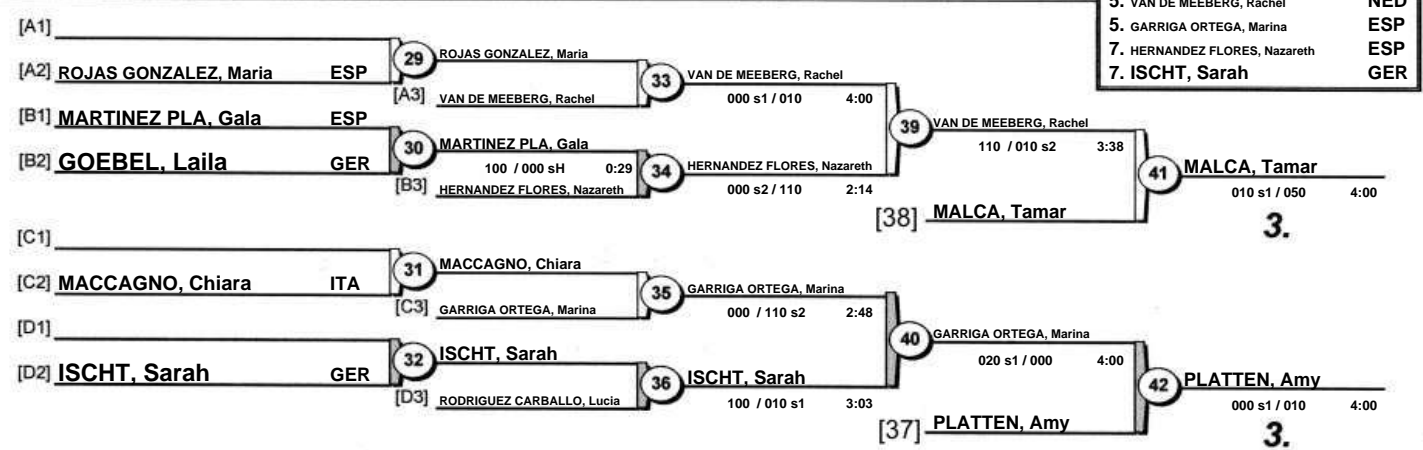 5. VAN DE MEEBERG, Rachel NED
5. GARRIGA ORTEGA, Marina ESP
7. HERNANDEZ FLORES, Nazareth ESP
7. ISCHT, Sarah GER
[A1]
[A2] ROJAS GONZALEZ, Maria ESP
29
ROJAS GONZALEZ, Maria
[A3] VAN DE MEEBERG, Rachel
33
VAN DE MEEBERG, Rachel
000 s1 / 010 4:00
[B1] MARTINEZ PLA, Gala ESP
[B2] GOEBEL, Laila GER
30
MARTINEZ PLA, Gala
100 / 000 sH 0:29
[B3] HERNANDEZ FLORES, Nazareth
34
HERNANDEZ FLORES, Nazareth
000 s2 / 110 2:14
39
VAN DE MEEBERG, Rachel
110 / 010 s2 3:38
[38] MALCA, Tamar
41
MALCA, Tamar
010 s1 / 050 4:00
3.
[C1]
[C2] MACCAGNO, Chiara ITA
31
MACCAGNO, Chiara
[C3] GARRIGA ORTEGA, Marina
35
GARRIGA ORTEGA, Marina
000 / 110 s2 2:48
[D1]
[D2] ISCHT, Sarah GER
32
ISCHT, Sarah
[D3] RODRIGUEZ CARBALLO, Lucia
36
ISCHT, Sarah
100 / 010 s1 3:03
40
GARRIGA ORTEGA, Marina
020 s1 / 000 4:00
[37] PLATTEN, Amy
42
PLATTEN, Amy
000 s1 / 010 4:00
3.